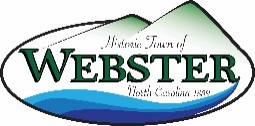 Historic Town of
WEBSTER
North Carolina 1859